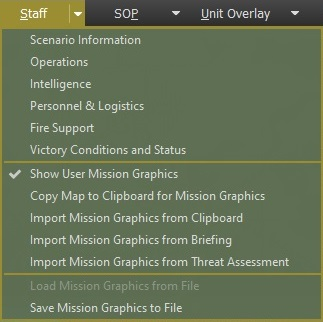 Staff SOP Unit Overlay
Scenario Information
Operations
Intelligence
Personnel & Logistics
Fire Support
Victory Conditions and Status
Show User Mission Graphics
Copy Map to Clipboard for Mission Graphics
Import Mission Graphics from Clipboard
Import Mission Graphics from Briefing
Import Mission Graphics from Threat Assessment
Load Mission Graphics from File
Save Mission Graphics to File